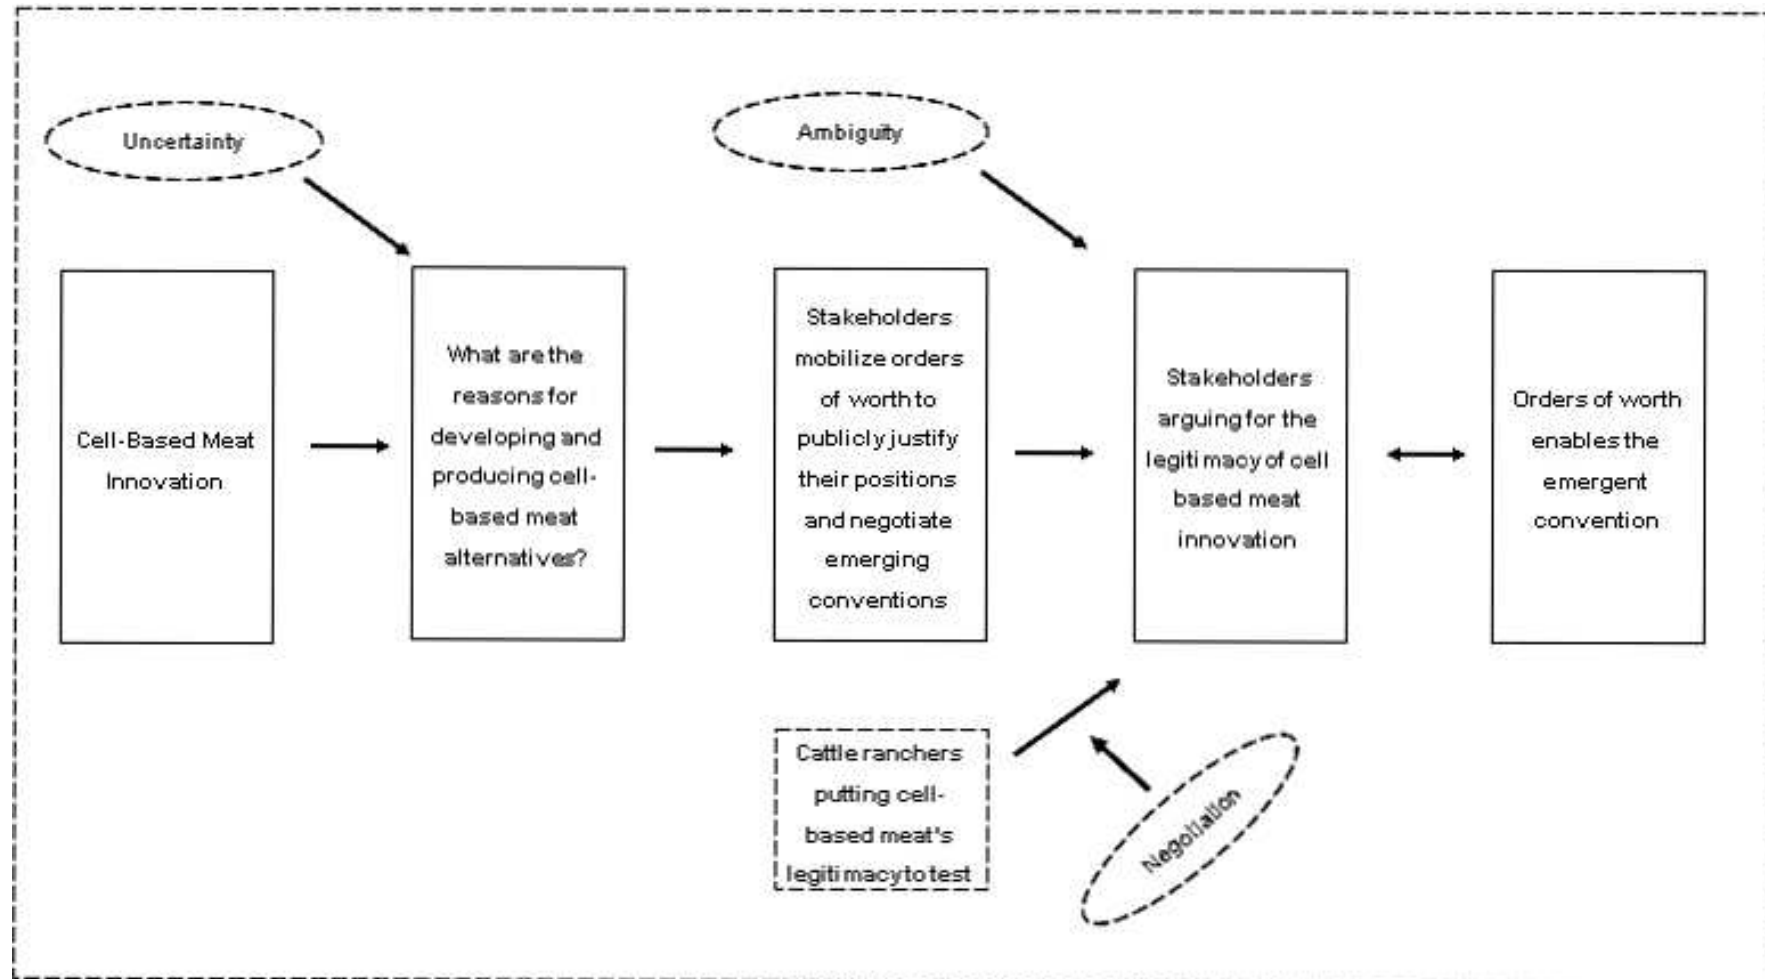 Uncertainty
Ambiguity
Cell-Based Meat
Innovation
What are the
reasons for
developing and
producing cell-
based meat
alternatives?
Stakeholders
mobilize orders
of worth to
publicly justify
their positions
and negotiate
emerging
conventions
Stakeholders
arguing for the
legitimacy of cell
based meat
innovation
Orders of worth
enables the
emergent
convention
Cattle ranchers
putting cell-
based meat's
legitimacy to test
Negotiation